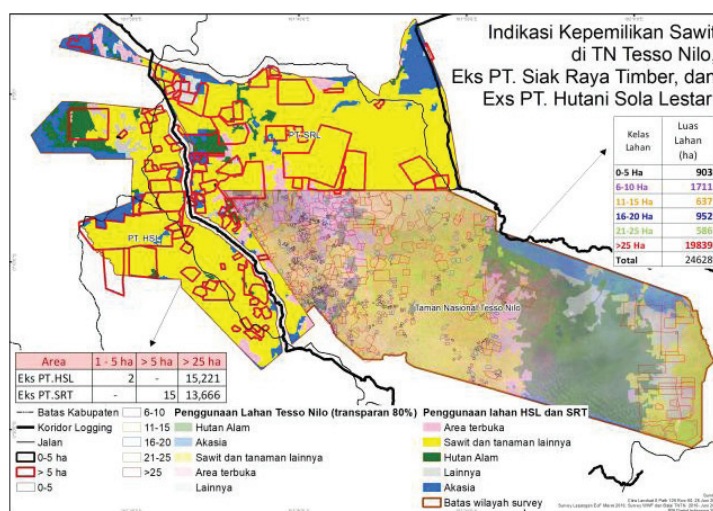 Indikasi Kepemilikan Sawit
di TN Tesso Nilo,
Eks PT. Siak Raya Timber, dan
Exs PT. Hutani Sola Lestari
Kelas Lahan Luas Lahan (ha)
0-5 Ha 903
6-10 Ha 1711
11-15 Ha 637
16-20 Ha 952
21-25 Ha 586
>25 Ha 19839
Total 24628
PT. SRL
PT. HSL
Taman Nasional Tesso Nilo
Area 1 - 5 ha > 5 ha > 25 ha
Eks PT.HSL 2 - 15,221
Eks PT.SRT - 15 13,666
Batas Kabupaten
Koridor Logging
Jalan
0-5 ha
> 5 ha
0-5
6-10
11-15
16-20
21-25
>25
Penggunaan Lahan Tesso Nilo (transparan 80%)
Hutan Alam
Akasia
Sawit dan tanaman lainnya
Area terbuka
Lainnya
Penggunaan lahan HSL dan SRT
Area terbuka
Sawit dan tanaman lainnya
Hutan Alam
Lainnya
Akasia
Batas wilayah survey